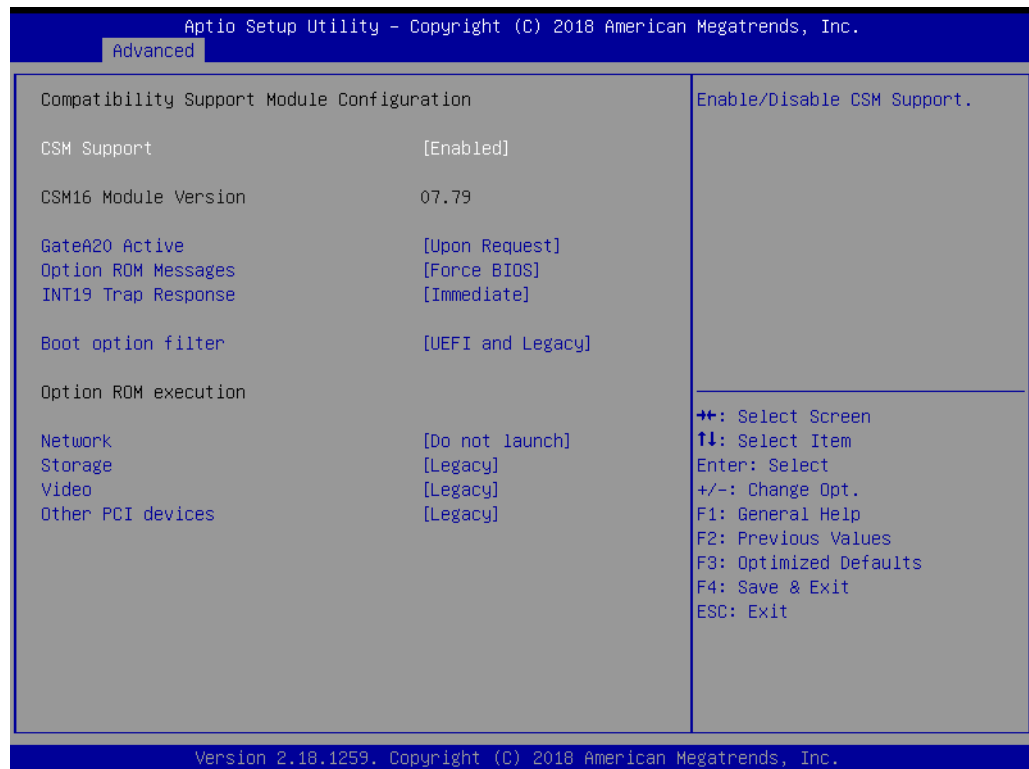 Aptio Setup Utility – Copyright (C) 2018 American Megatrends, Inc.
Advanced
Compatibility Support Module Configuration
Enable/Disable CSM Support.
CSM Support [Enabled]
CSM16 Module Version 07.79
GateA20 Active [Upon Request]
Option ROM Messages [Force BIOS]
INT19 Trap Response [Immediate]
Boot option filter [UEFI and Legacy]
Option ROM execution
Network [Do not launch]
Storage [Legacy]
Video [Legacy]
Other PCI devices [Legacy]
→←: Select Screen
↑↓: Select Item
Enter: Select
+/-: Change Opt.
F1: General Help
F2: Previous Values
F3: Optimized Defaults
F4: Save & Exit
ESC: Exit
Version 2.18.1259. Copyright (C) 2018 American Megatrends, Inc.